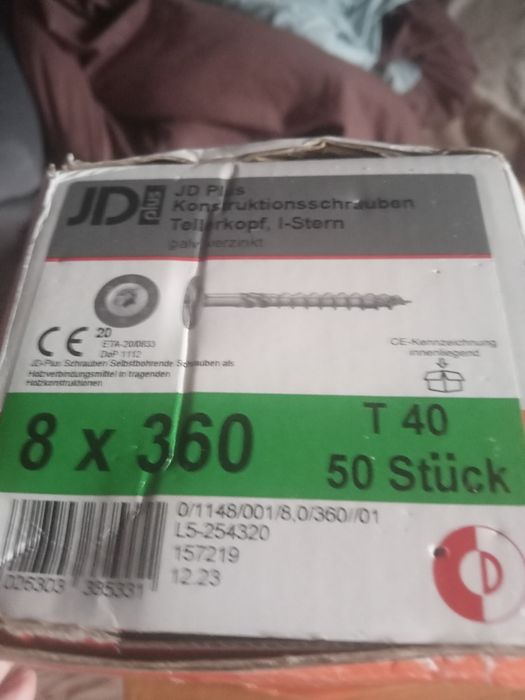 JD plus
JD Plus
Konstruktionsschrauben
Tellerkopf, I-Stern
galv. verzinkt
CE 20
ETA-20/0833
DoP 1112
JD-Plus Schrauben Selbstbohrende Schrauben als
Holzverbindungsmittel in tragenden
Holzkonstruktionen
CE-Kennzeichnung
innenliegend
8 x 360
T 40
50 Stück
0/1148/001/8,0/360//01
L5-254320
157219
12.23
D